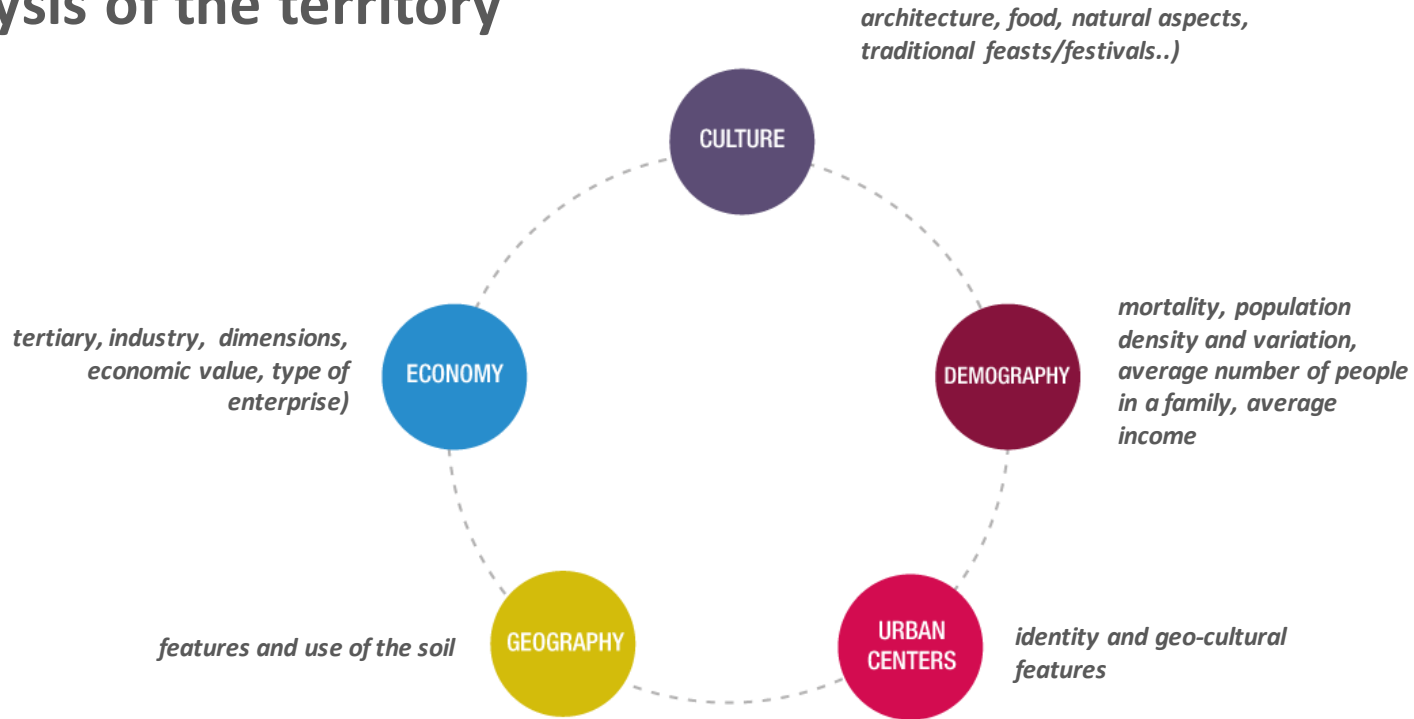 ysis of the territory
architecture, food, natural aspects,
traditional feasts/festivals..)
CULTURE
tertiary, industry, dimensions,
economic value, type of
enterprise)
ECONOMY
DEMOGRAPHY
mortality, population
density and variation,
average number of people
in a family, average
income
features and use of the soil
GEOGRAPHY
URBAN
CENTERS
identity and geo-cultural
features